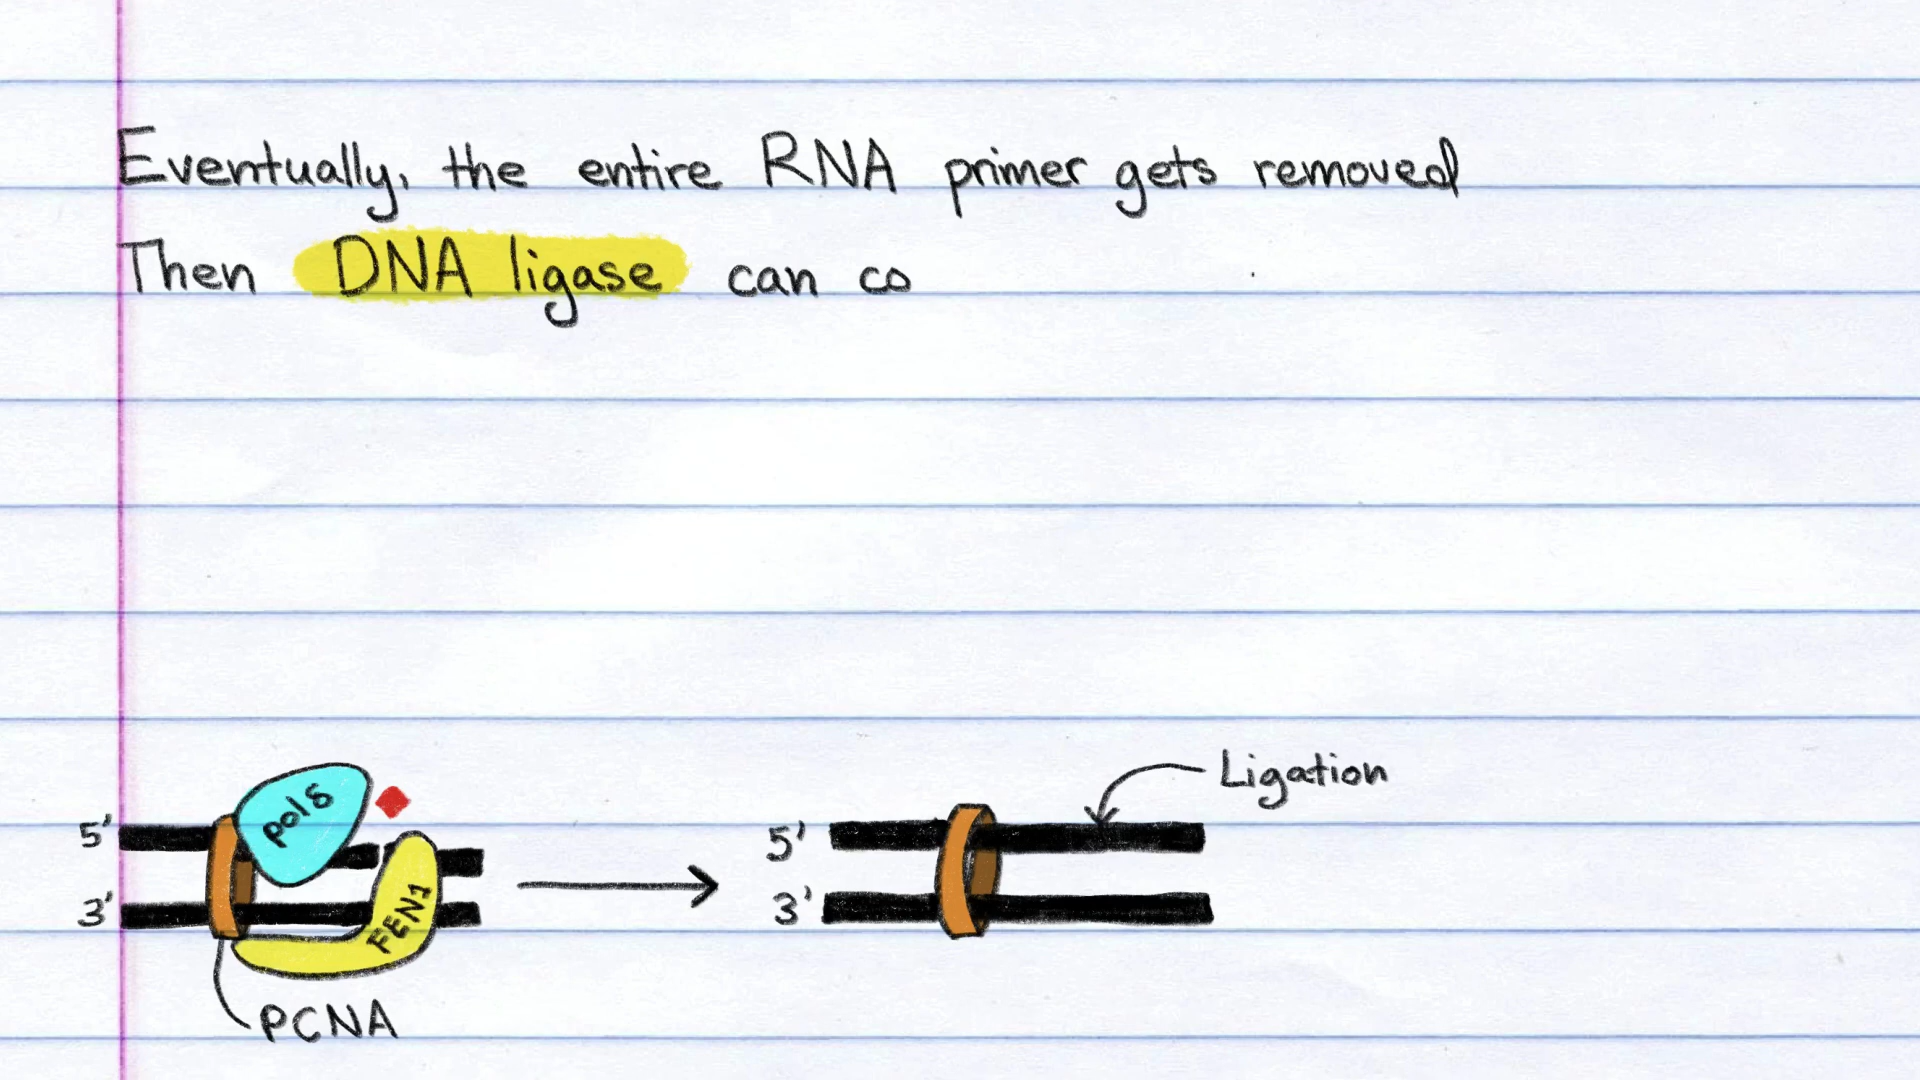 Eventually, the entire RNA primer gets removed
Then DNA ligase can co
Ligation
pol δ
5'
3'
FEN1
PCNA
5'
3'